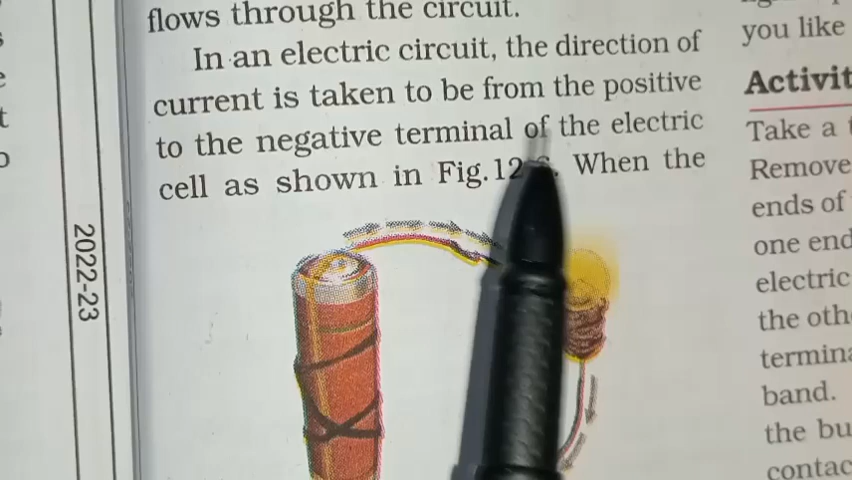 flows through the circuit.
In an electric circuit, the direction of
current is taken to be from the positive
to the negative terminal of the electric
cell as shown in Fig.12.6. When the
2022-23
you like
Activit
Take a
Remove
ends of
one end
electric
the oth
termina
band.
the bu
contac